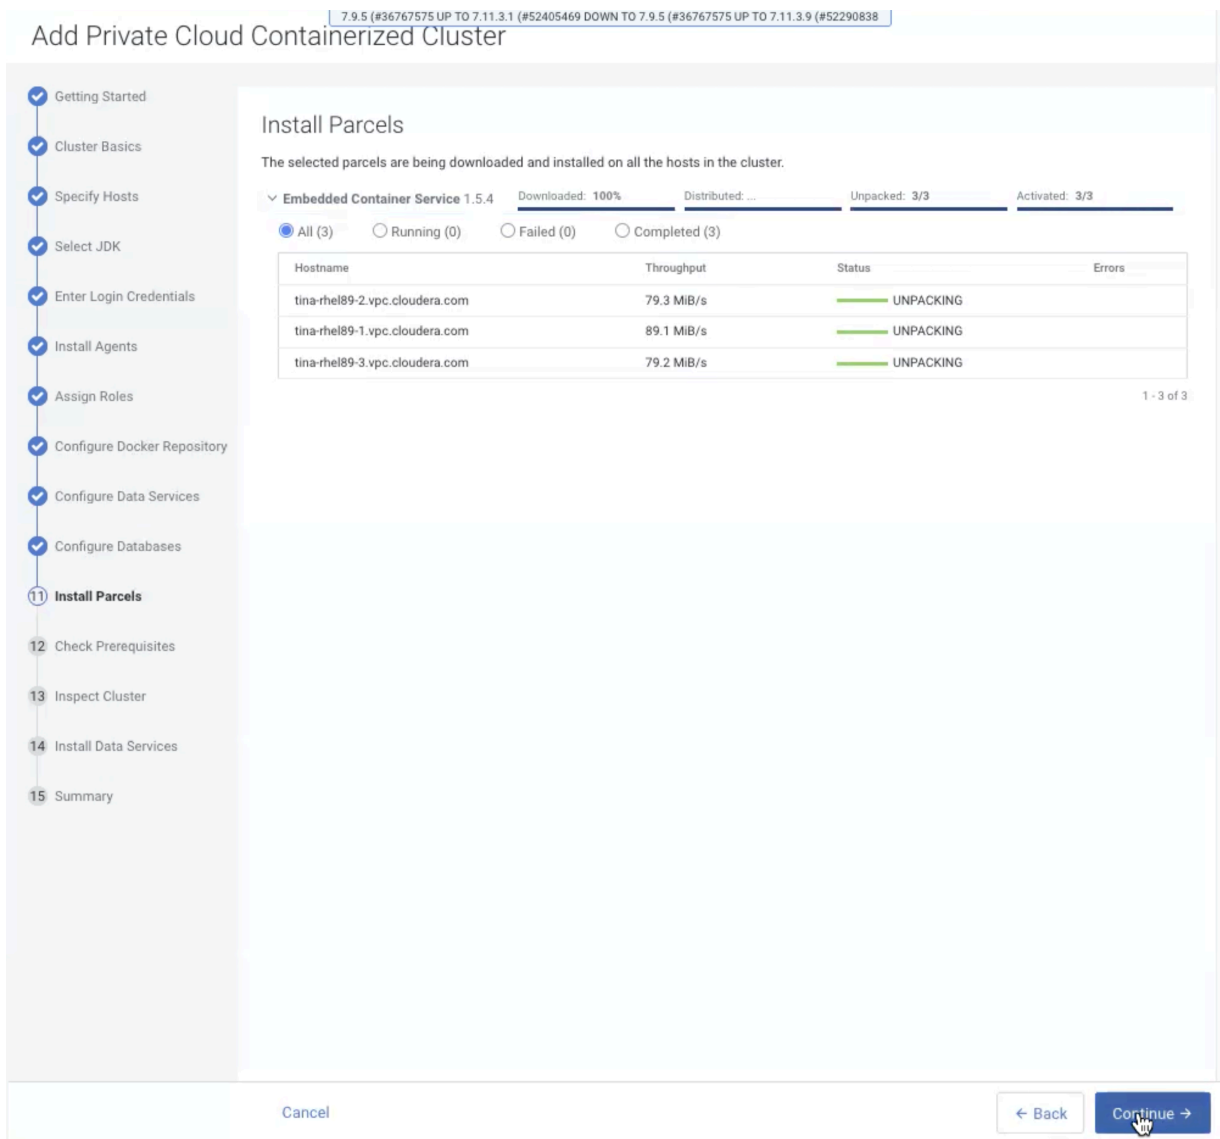 7.9.5 (#36767575 UP TO 7.11.3.1 (#52405469 DOWN TO 7.9.5 (#36767575 UP TO 7.11.3.9 (#52290838
Add Private Cloud Containerized Cluster
Getting Started
Cluster Basics
Specify Hosts
Select JDK
Enter Login Credentials
Install Agents
Assign Roles
Configure Docker Repository
Configure Data Services
Configure Databases
11 Install Parcels
12 Check Prerequisites
13 Inspect Cluster
14 Install Data Services
15 Summary
Install Parcels
The selected parcels are being downloaded and installed on all the hosts in the cluster.
Embedded Container Service 1.5.4 Downloaded: 100% Distributed: ... Unpacked: 3/3 Activated: 3/3
All (3) Running (0) Failed (0) Completed (3)
Hostname Throughput Status Errors
tina-rhel89-2.vpc.cloudera.com 79.3 MiB/s UNPACKING
tina-rhel89-1.vpc.cloudera.com 89.1 MiB/s UNPACKING
tina-rhel89-3.vpc.cloudera.com 79.2 MiB/s UNPACKING
1 - 3 of 3
Cancel ← Back Continue →